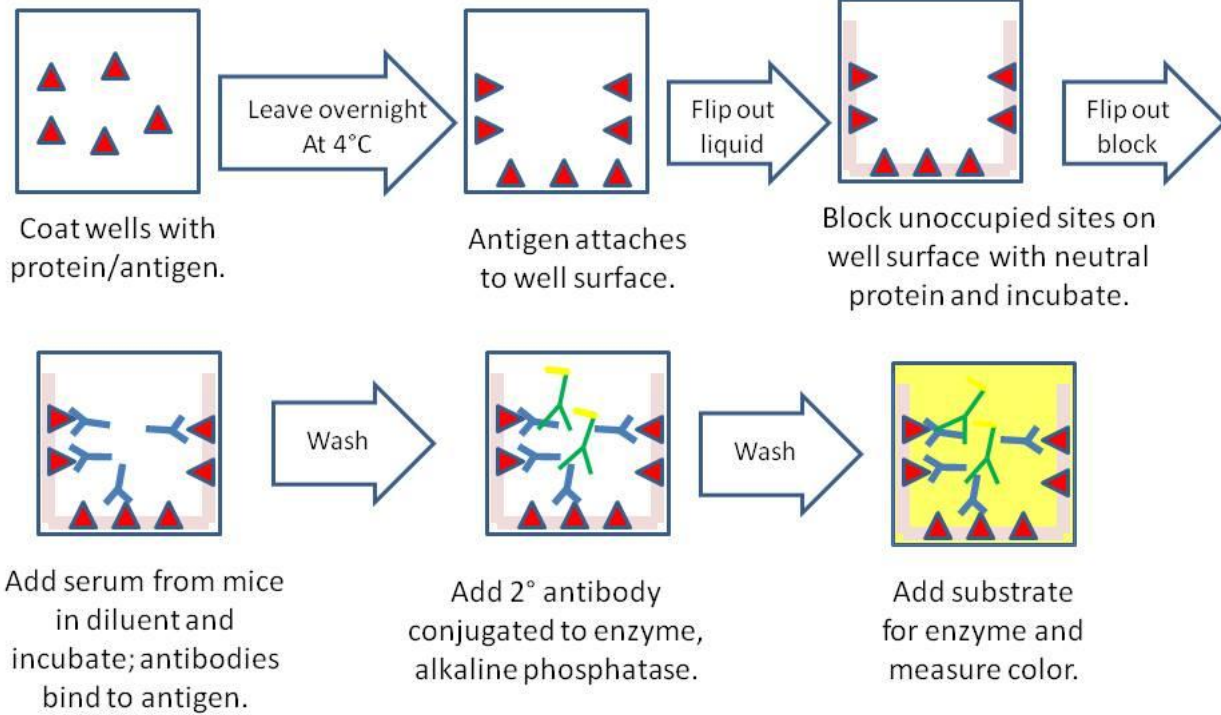 Leave overnight
At 4°C
Flip out
liquid
Flip out
block
Coat wells with
protein/antigen.
Antigen attaches
to well surface.
Block unoccupied sites on
well surface with neutral
protein and incubate.
Wash
Wash
Add serum from mice
in diluent and
incubate; antibodies
bind to antigen.
Add 2° antibody
conjugated to enzyme,
alkaline phosphatase.
Add substrate
for enzyme and
measure color.